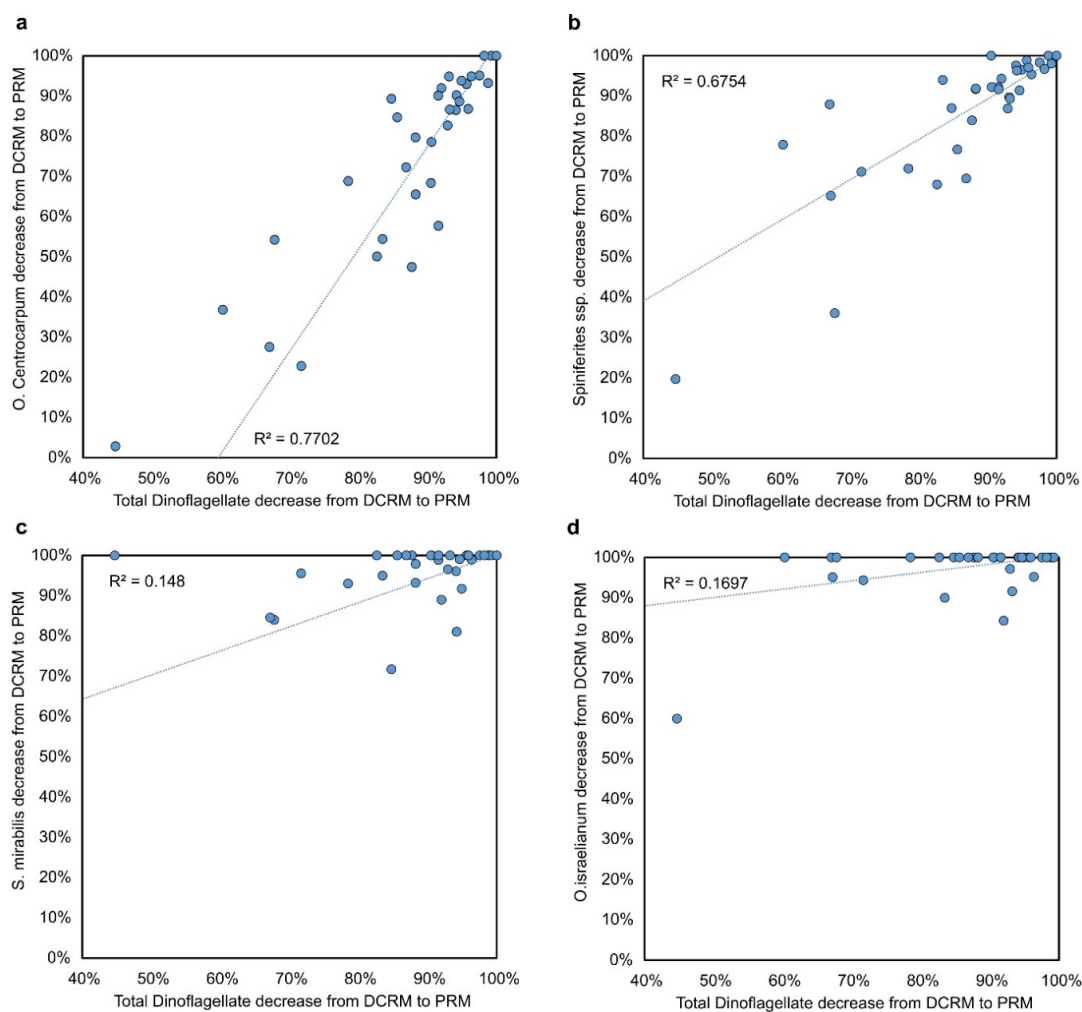 a
100%
90%
80%
70%
60%
50%
40%
30%
20%
10%
0%
O. Centrocarpum decrease from DCRM to PRM
R² = 0.7702
40% 50% 60% 70% 80% 90% 100%
Total Dinoflagellate decrease from DCRM to PRM
b
100%
90%
80%
70%
60%
50%
40%
30%
20%
10%
0%
Spiniferites ssp. decrease from DCRM to PRM
R² = 0.6754
40% 50% 60% 70% 80% 90% 100%
Total Dinoflagellate decrease from DCRM to PRM
c
100%
90%
80%
70%
60%
50%
40%
30%
20%
10%
0%
S. mirabilis decrease from DCRM to PRM
R² = 0.148
40% 50% 60% 70% 80% 90% 100%
Total Dinoflagellate decrease from DCRM to PRM
d
100%
90%
80%
70%
60%
50%
40%
30%
20%
10%
0%
O.israelianum decrease from DCRM to PRM
R² = 0.1697
40% 50% 60% 70% 80% 90% 100%
Total Dinoflagellate decrease from DCRM to PRM